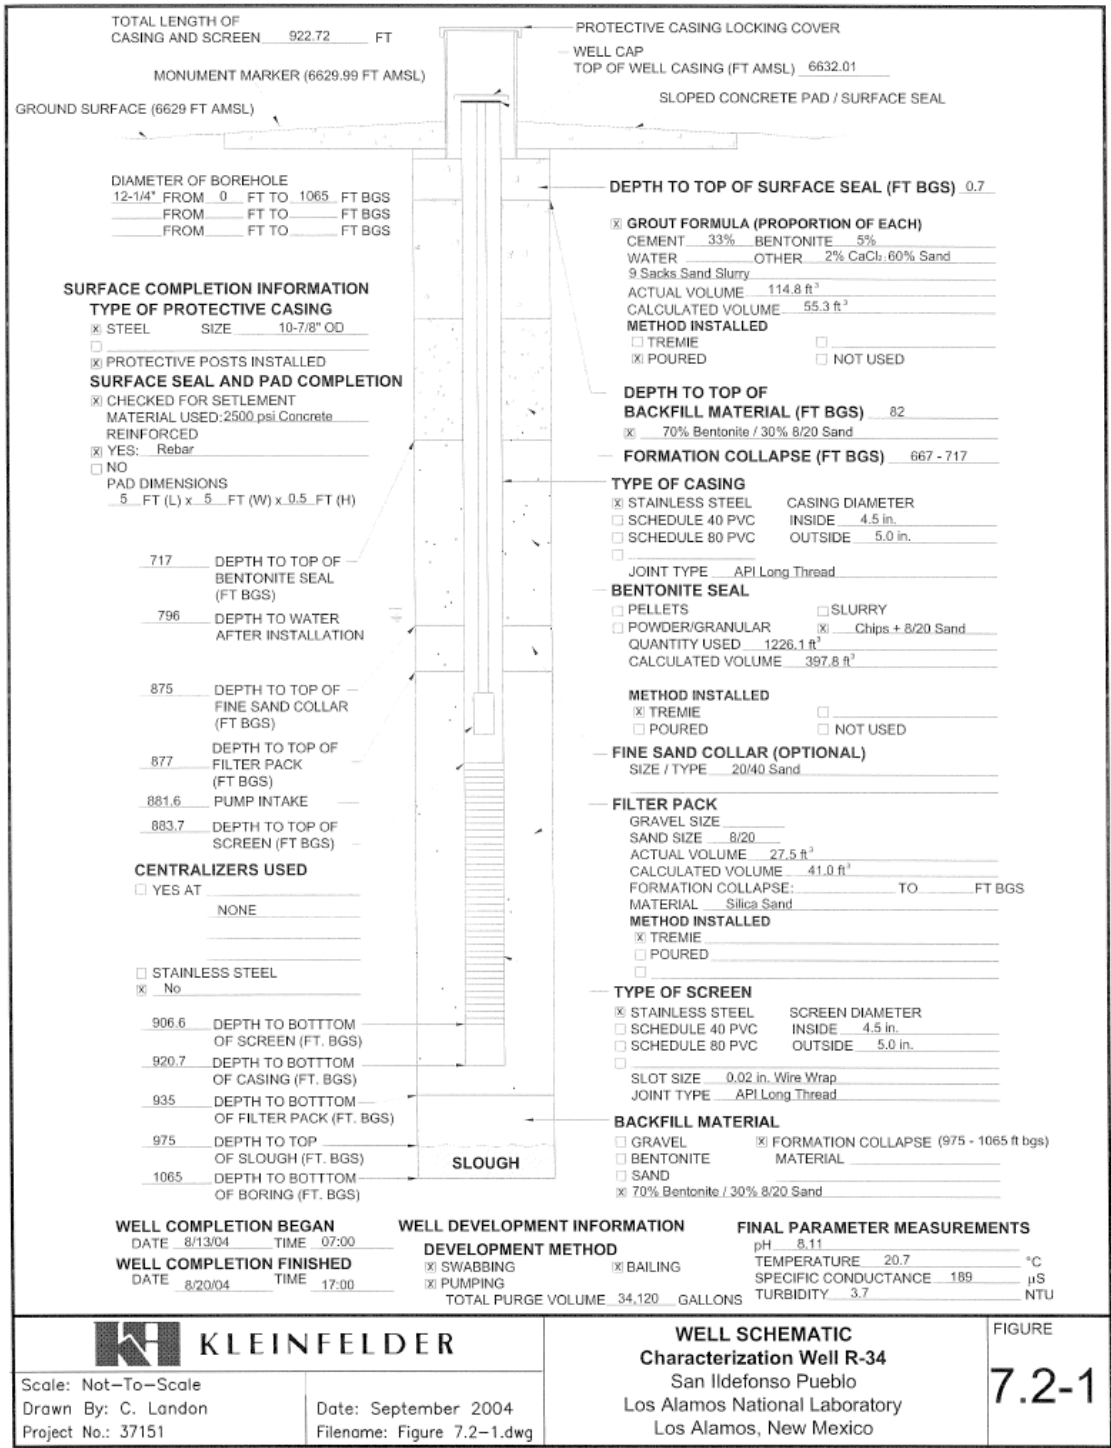 TOTAL LENGTH OF
CASING AND SCREEN 922.72 FT
MONUMENT MARKER (6629.99 FT AMSL)
GROUND SURFACE (6629 FT AMSL)
PROTECTIVE CASING LOCKING COVER
WELL CAP
TOP OF WELL CASING (FT AMSL) 6632.01
SLOPED CONCRETE PAD / SURFACE SEAL
DIAMETER OF BOREHOLE
12-1/4" FROM 0 FT TO 1065 FT BGS
FROM FT TO FT BGS
FROM FT TO FT BGS
SURFACE COMPLETION INFORMATION
TYPE OF PROTECTIVE CASING
☒ STEEL SIZE 10-7/8" OD
☐
☒ PROTECTIVE POSTS INSTALLED
SURFACE SEAL AND PAD COMPLETION
☒ CHECKED FOR SETLEMENT
MATERIAL USED: 2500 psi Concrete
REINFORCED
☒ YES: Rebar
☐ NO
PAD DIMENSIONS
5 FT (L) x 5 FT (W) x 0.5 FT (H)
717 DEPTH TO TOP OF
BENTONITE SEAL
(FT BGS)
796 DEPTH TO WATER
AFTER INSTALLATION
875 DEPTH TO TOP OF
FINE SAND COLLAR
(FT BGS)
877 DEPTH TO TOP OF
FILTER PACK
(FT BGS)
881.6 PUMP INTAKE
883.7 DEPTH TO TOP OF
SCREEN (FT BGS)
CENTRALIZERS USED
☐ YES AT
NONE
☐ STAINLESS STEEL
☒ No
906.6 DEPTH TO BOTTTOM
OF SCREEN (FT. BGS)
920.7 DEPTH TO BOTTTOM
OF CASING (FT. BGS)
935 DEPTH TO BOTTTOM
OF FILTER PACK (FT. BGS)
975 DEPTH TO TOP
OF SLOUGH (FT. BGS)
1065 DEPTH TO BOTTTOM
OF BORING (FT. BGS)
SLOUGH
DEPTH TO TOP OF SURFACE SEAL (FT BGS) 0.7
☒ GROUT FORMULA (PROPORTION OF EACH)
CEMENT 33% BENTONITE 5%
WATER OTHER 2% CaCl₂ 60% Sand
9 Sacks Sand Slurry
ACTUAL VOLUME 114.8 ft³
CALCULATED VOLUME 55.3 ft³
METHOD INSTALLED
☐ TREMIE ☐
☒ POURED ☐ NOT USED
DEPTH TO TOP OF
BACKFILL MATERIAL (FT BGS) 82
☒ 70% Bentonite / 30% 8/20 Sand
FORMATION COLLAPSE (FT BGS) 667 - 717
TYPE OF CASING
☒ STAINLESS STEEL CASING DIAMETER
☐ SCHEDULE 40 PVC INSIDE 4.5 in.
☐ SCHEDULE 80 PVC OUTSIDE 5.0 in.
☐
JOINT TYPE API Long Thread
BENTONITE SEAL
☐ PELLETS ☐ SLURRY
☐ POWDER/GRANULAR ☒ Chips + 8/20 Sand
QUANTITY USED 1226.1 ft³
CALCULATED VOLUME 397.8 ft³
METHOD INSTALLED
☒ TREMIE ☐
☐ POURED ☐ NOT USED
FINE SAND COLLAR (OPTIONAL)
SIZE / TYPE 20/40 Sand
FILTER PACK
GRAVEL SIZE
SAND SIZE 8/20
ACTUAL VOLUME 27.5 ft³
CALCULATED VOLUME 41.0 ft³
FORMATION COLLAPSE: TO FT BGS
MATERIAL Silica Sand
METHOD INSTALLED
☒ TREMIE
☐ POURED
☐
TYPE OF SCREEN
☒ STAINLESS STEEL SCREEN DIAMETER
☐ SCHEDULE 40 PVC INSIDE 4.5 in.
☐ SCHEDULE 80 PVC OUTSIDE 5.0 in.
☐
SLOT SIZE 0.02 in. Wire Wrap
JOINT TYPE API Long Thread
BACKFILL MATERIAL
☐ GRAVEL ☒ FORMATION COLLAPSE (975 - 1065 ft bgs)
☐ BENTONITE MATERIAL
☐ SAND
☒ 70% Bentonite / 30% 8/20 Sand
WELL COMPLETION BEGAN
DATE 8/13/04 TIME 07:00
WELL COMPLETION FINISHED
DATE 8/20/04 TIME 17:00
WELL DEVELOPMENT INFORMATION
DEVELOPMENT METHOD
☒ SWABBING ☒ BAILING
☒ PUMPING
TOTAL PURGE VOLUME 34,120 GALLONS
FINAL PARAMETER MEASUREMENTS
pH 8.11
TEMPERATURE 20.7 °C
SPECIFIC CONDUCTANCE 189 µS
TURBIDITY 3.7 NTU
KLEINFELDER
Scale: Not-To-Scale
Drawn By: C. Landon
Project No.: 37151
Date: September 2004
Filename: Figure 7.2-1.dwg
WELL SCHEMATIC
Characterization Well R-34
San Ildefonso Pueblo
Los Alamos National Laboratory
Los Alamos, New Mexico
FIGURE
7.2-1